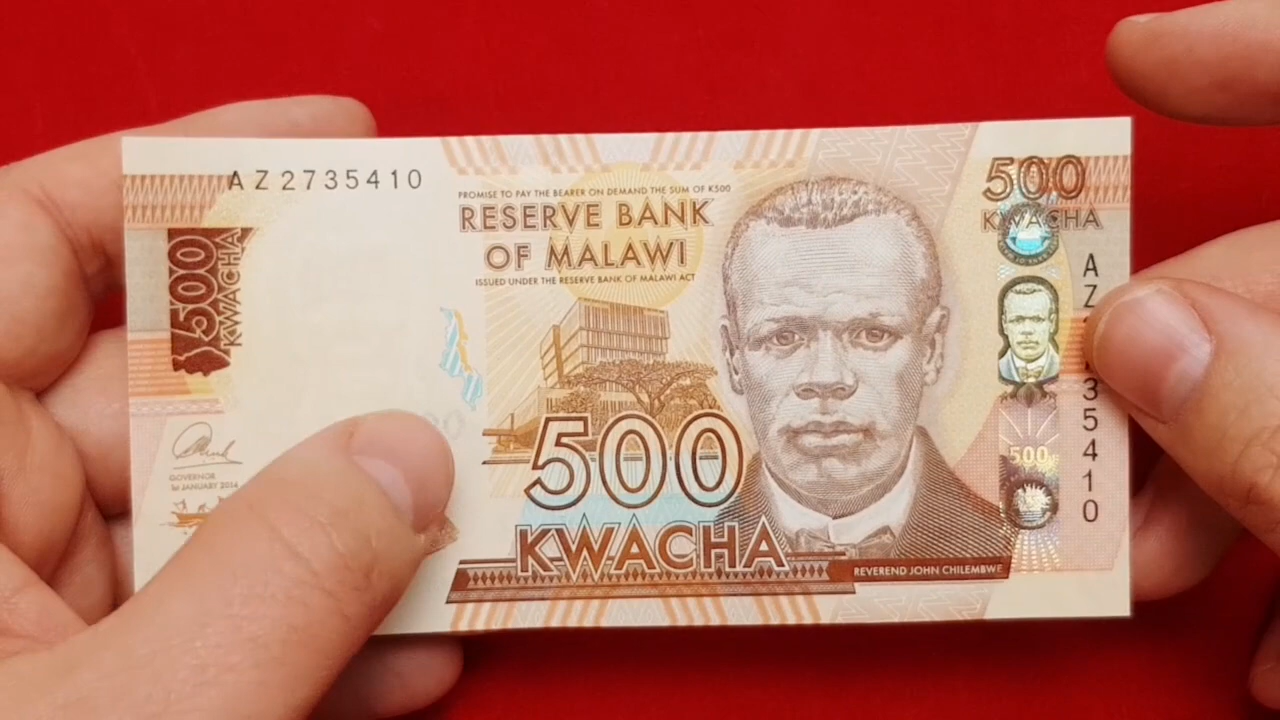 AZ2735410
PROMISE TO PAY THE BEARER ON DEMAND THE SUM OF K500
RESERVE BANK
OF MALAWI
ISSUED UNDER THE RESERVE BANK OF MALAWI ACT
500
KWACHA
500
KWACHA
AZ 35410
500
GOVERNOR
1st JANUARY 2014
500
KWACHA
REVEREND JOHN CHILEMBWE